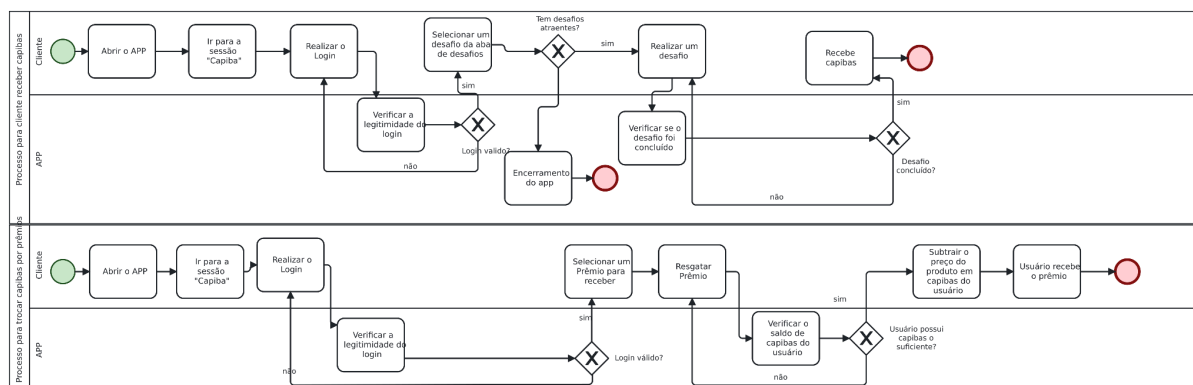 Processo para cliente receber capibas
Cliente
Abrir o APP
Ir para a
sessão
"Capiba"
Realizar o
Login
Selecionar um
desafio da aba
de desafios
Tem desafios
atraentes?
sim
Realizar um
desafio
Recebe
capibas
APP
Verificar a
legitimidade do
login
sim
Login valido?
não
Encerramento
do app
Verificar se o
desafio foi
concluído
sim
Desafio
concluído?
não
Processo para trocar capibas por prêmios
Cliente
Abrir o APP
Ir para a
sessão
"Capiba"
Realizar o
Login
Selecionar um
Prêmio para
receber
Resgatar
Prêmio
Subtrair o
preço do
produto em
capibas do
usuário
Usuário recebe
o prêmio
APP
Verificar a
legitimidade do
login
sim
Login válido?
não
Verificar o
saldo de
capibas do
usuário
sim
Usuário possui
capibas o
suficiente?
não